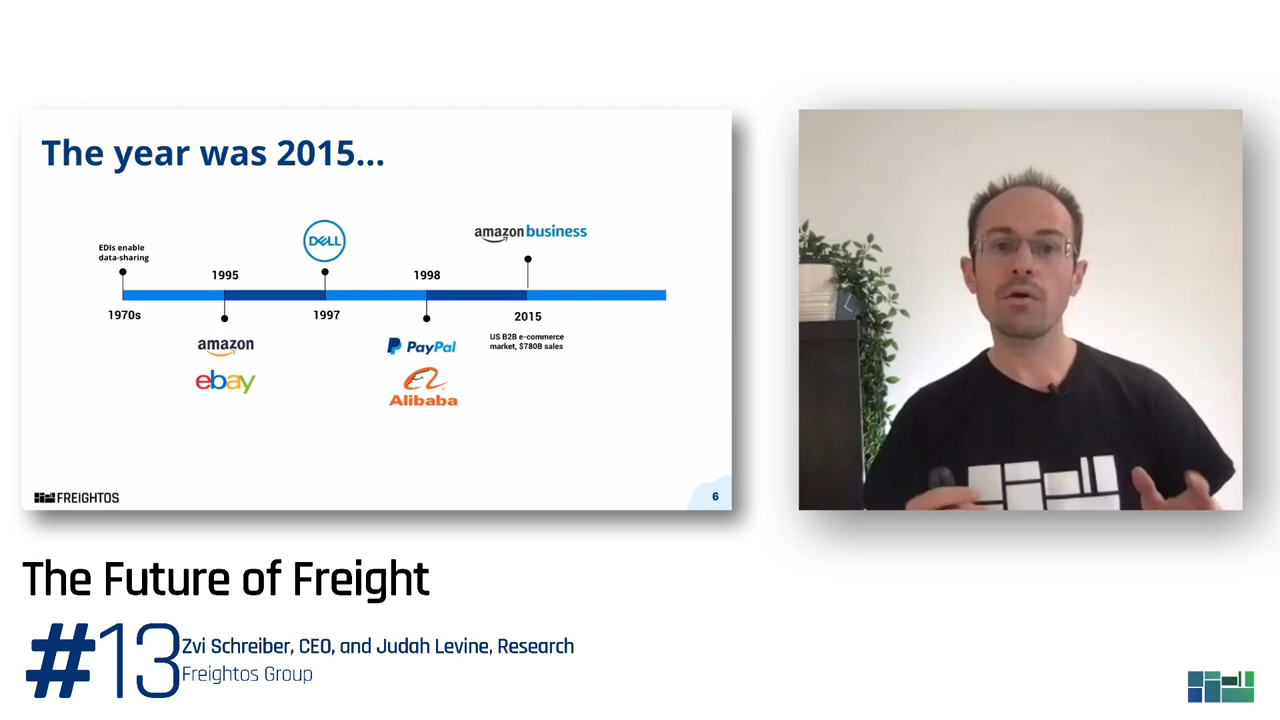 The year was 2015...
EDIs enable
data-sharing
DELL
amazon business
1995
1998
1970s
1997
2015
amazon
ebay
PayPal
Alibaba
US B2B e-commerce
market, $780B sales
FREIGHTOS
6
The Future of Freight
#13
Zvi Schreiber, CEO, and Judah Levine, Research
Freightos Group